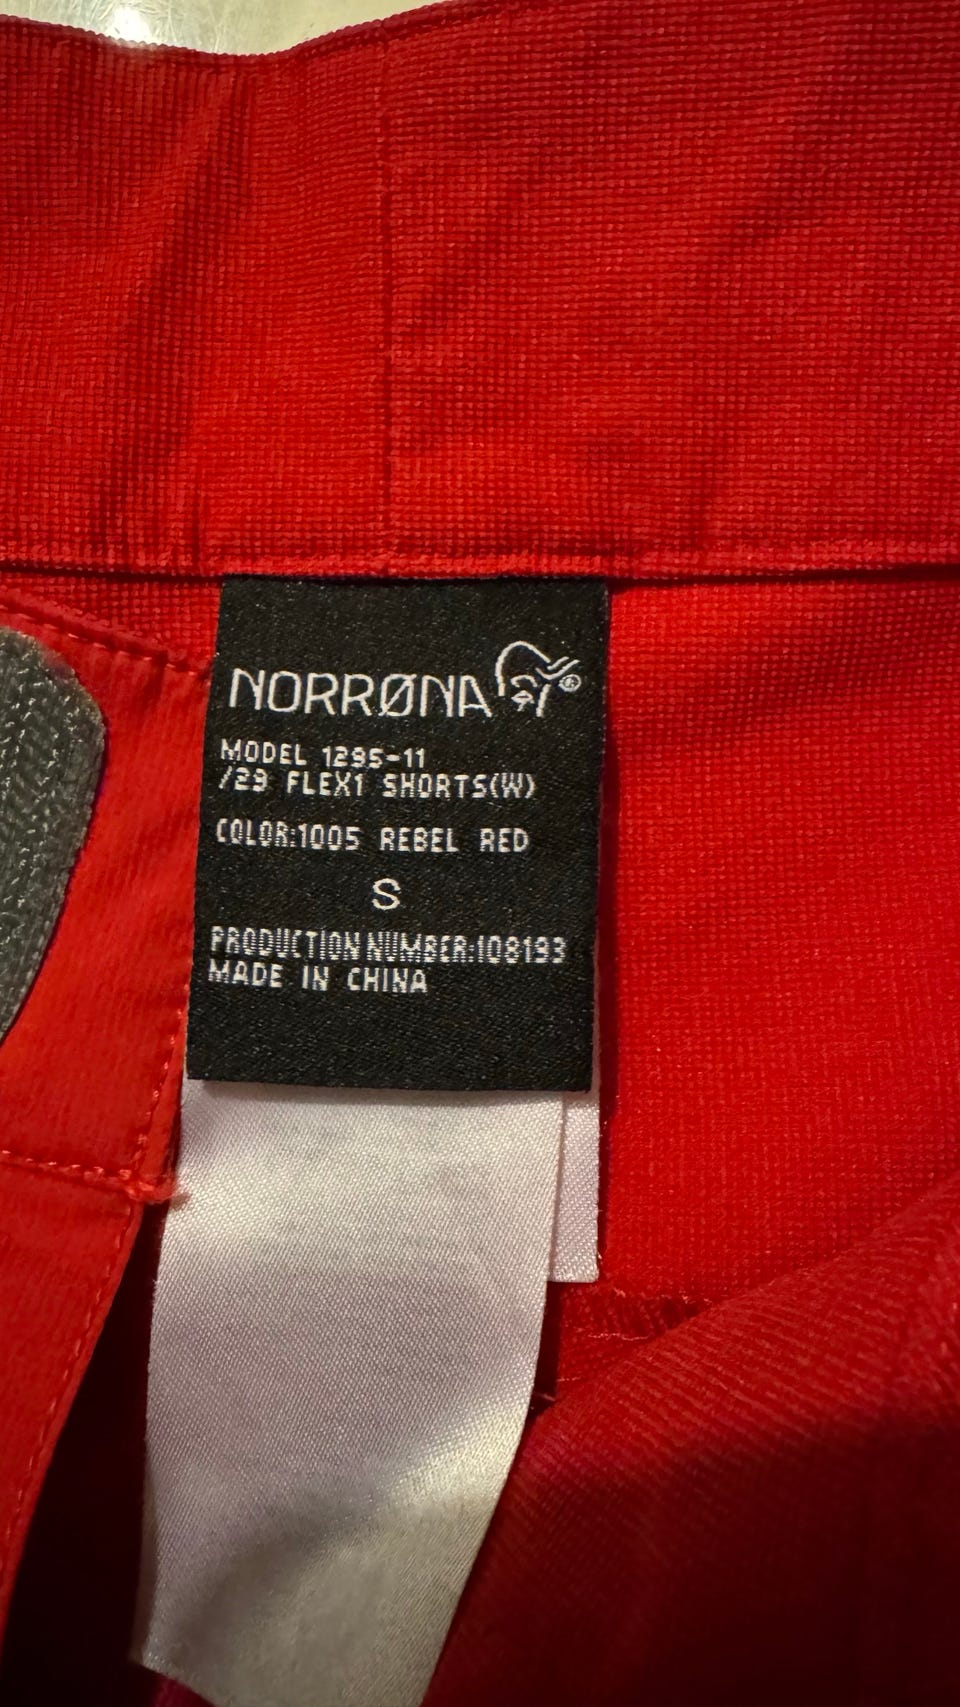 NORRØNA
MODEL 1295-11
/29 FLEX1 SHORTS(W)
COLOR:1005 REBEL RED
S
PRODUCTION NUMBER:108193
MADE IN CHINA